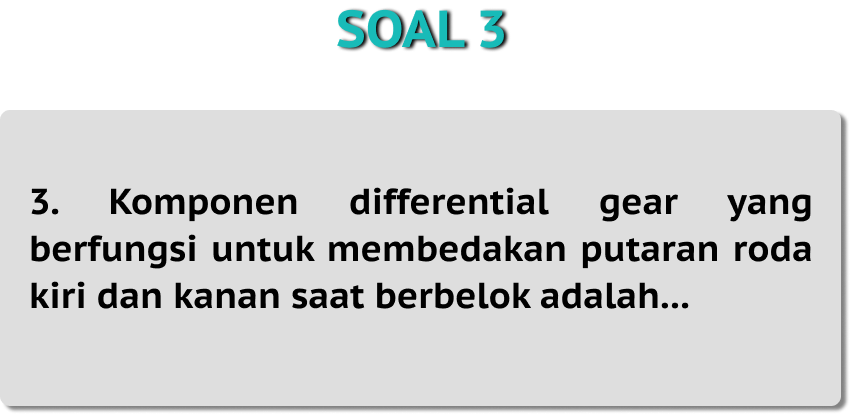 SOAL 3
3. Komponen differential gear yang
berfungsi untuk membedakan putaran roda
kiri dan kanan saat berbelok adalah...